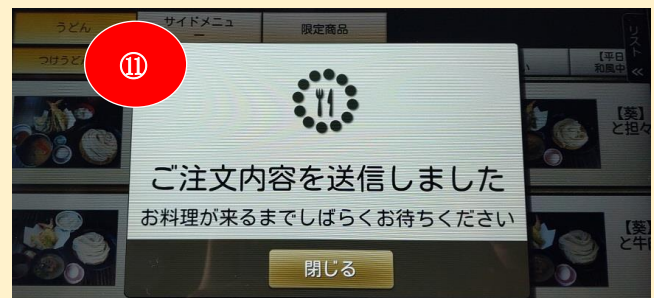 うどん
サイドメニュ
ー
限定商品
リスト
つけうど
⑪
い
【平日
和風中
≪
【葵】
と担々
ご注文内容を送信しました
お料理が来るまでしばらくお待ちください
【葵】
と牛
閉じる